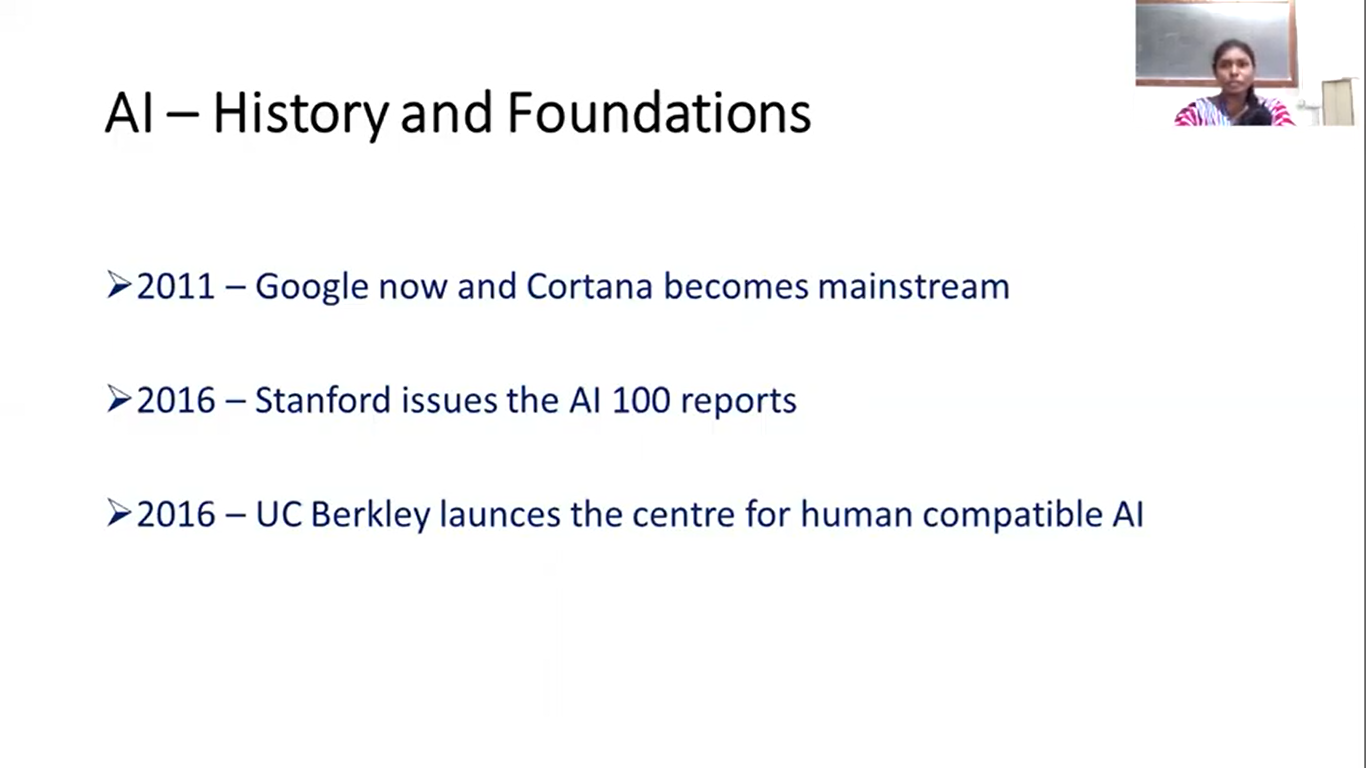 AI – History and Foundations
➢2011 – Google now and Cortana becomes mainstream
➢2016 – Stanford issues the AI 100 reports
➢2016 – UC Berkley launces the centre for human compatible AI